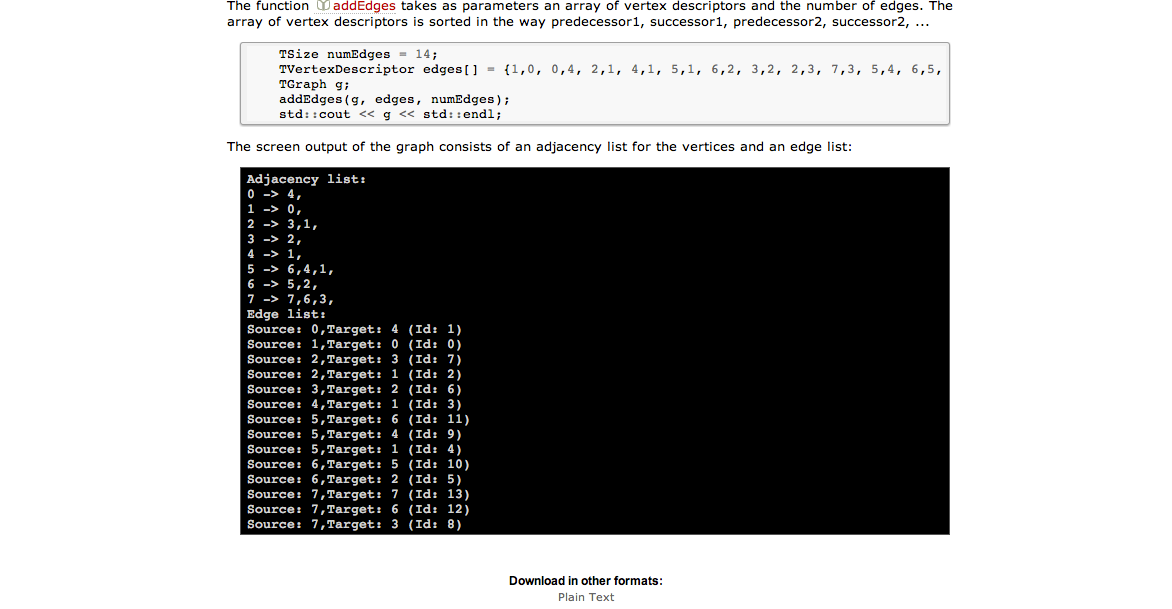 The function addEdges takes as parameters an array of vertex descriptors and the number of edges. The
array of vertex descriptors is sorted in the way predecessor1, successor1, predecessor2, successor2, ...
TSize numEdges = 14;
TVertexDescriptor edges[] = {1,0, 0,4, 2,1, 4,1, 5,1, 6,2, 3,2, 2,3, 7,3, 5,4, 6,5,
TGraph g;
addEdges(g, edges, numEdges);
std::cout << g << std::endl;
The screen output of the graph consists of an adjacency list for the vertices and an edge list:
Adjacency list:
0 -> 4,
1 -> 0,
2 -> 3,1,
3 -> 2,
4 -> 1,
5 -> 6,4,1,
6 -> 5,2,
7 -> 7,6,3,
Edge list:
Source: 0,Target: 4 (Id: 1)
Source: 1,Target: 0 (Id: 0)
Source: 2,Target: 3 (Id: 7)
Source: 2,Target: 1 (Id: 2)
Source: 3,Target: 2 (Id: 6)
Source: 4,Target: 1 (Id: 3)
Source: 5,Target: 6 (Id: 11)
Source: 5,Target: 4 (Id: 9)
Source: 5,Target: 1 (Id: 4)
Source: 6,Target: 5 (Id: 10)
Source: 6,Target: 2 (Id: 5)
Source: 7,Target: 7 (Id: 13)
Source: 7,Target: 6 (Id: 12)
Source: 7,Target: 3 (Id: 8)
Download in other formats:
Plain Text